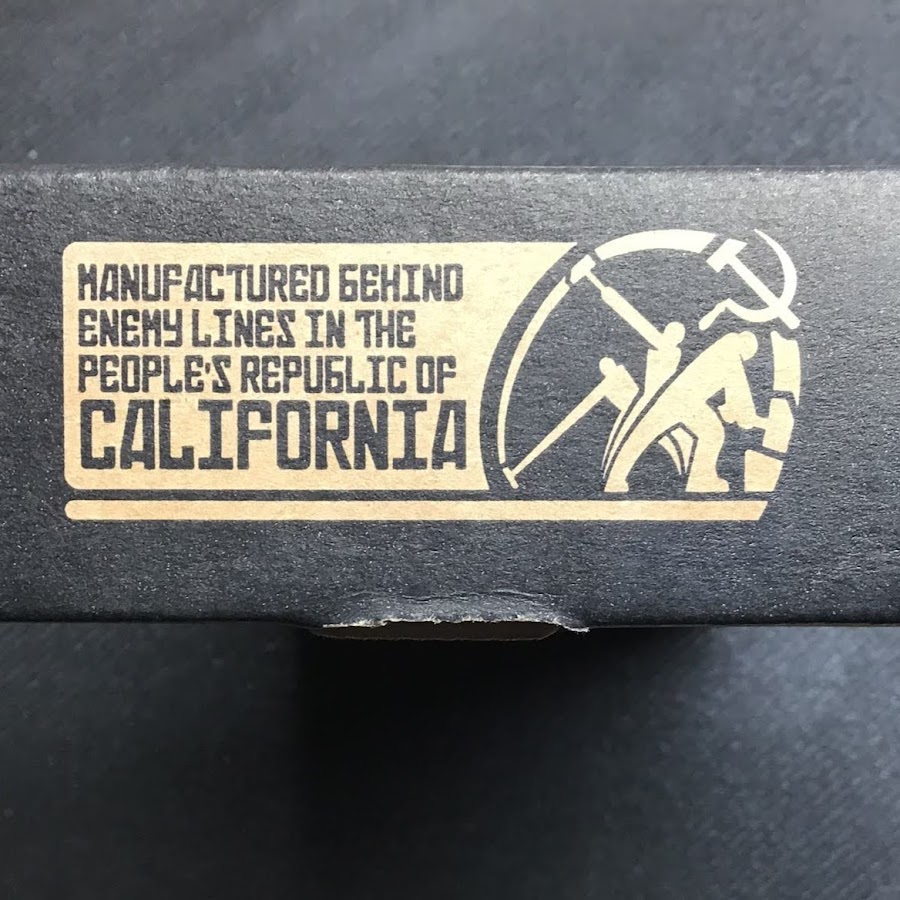 MANUFACTURED BEHIND
ENEMY LINES IN THE
PEOPLE'S REPUBLIC OF
CALIFORNIA